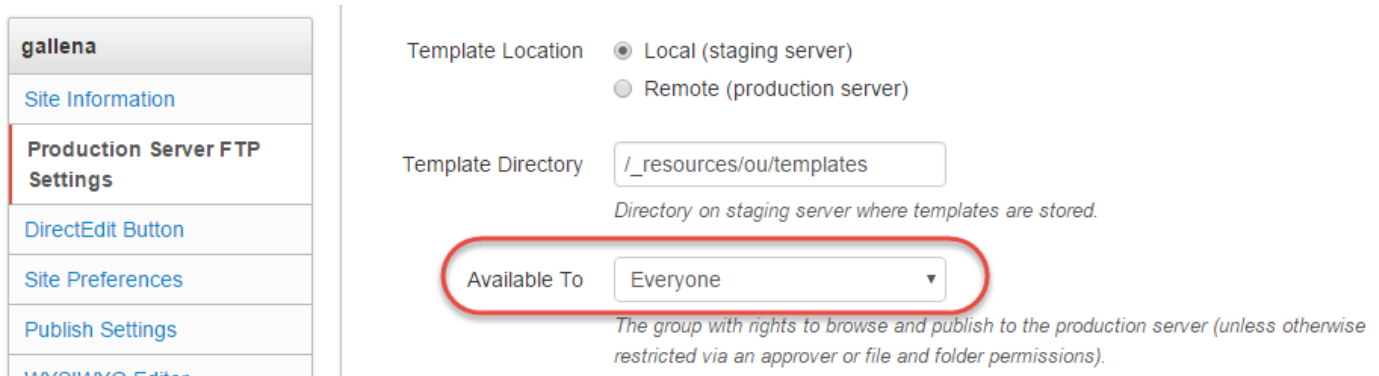 gallena
Site Information
Production Server FTP
Settings
DirectEdit Button
Site Preferences
Publish Settings
Template Location
Local (staging server)
Remote (production server)
Template Directory
/_resources/ou/templates
Directory on staging server where templates are stored.
Available To
Everyone
The group with rights to browse and publish to the production server (unless otherwise
restricted via an approver or file and folder permissions).